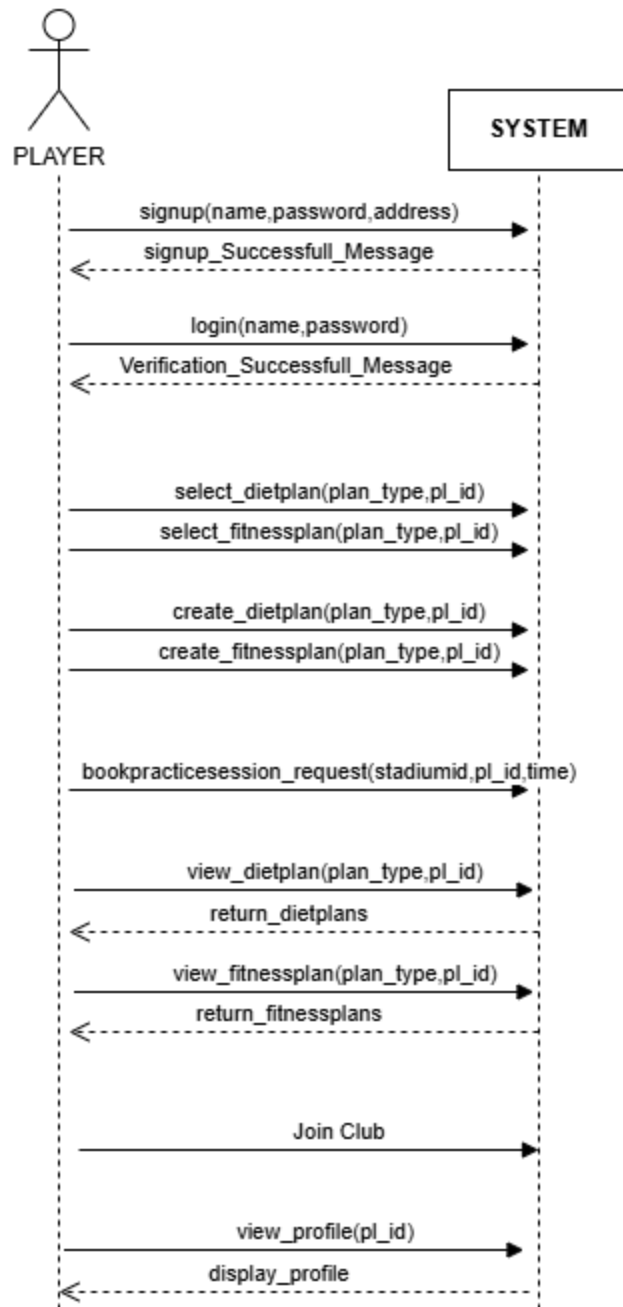 PLAYER
SYSTEM
signup(name,password,address)
signup_Successfull_Message
login(name,password)
Verification_Successfull_Message
select_dietplan(plan_type,pl_id)
select_fitnessplan(plan_type,pl_id)
create_dietplan(plan_type,pl_id)
create_fitnessplan(plan_type,pl_id)
bookpracticesession_request(stadiumid,pl_id,time)
view_dietplan(plan_type,pl_id)
return_dietplans
view_fitnessplan(plan_type,pl_id)
return_fitnessplans
Join Club
view_profile(pl_id)
display_profile